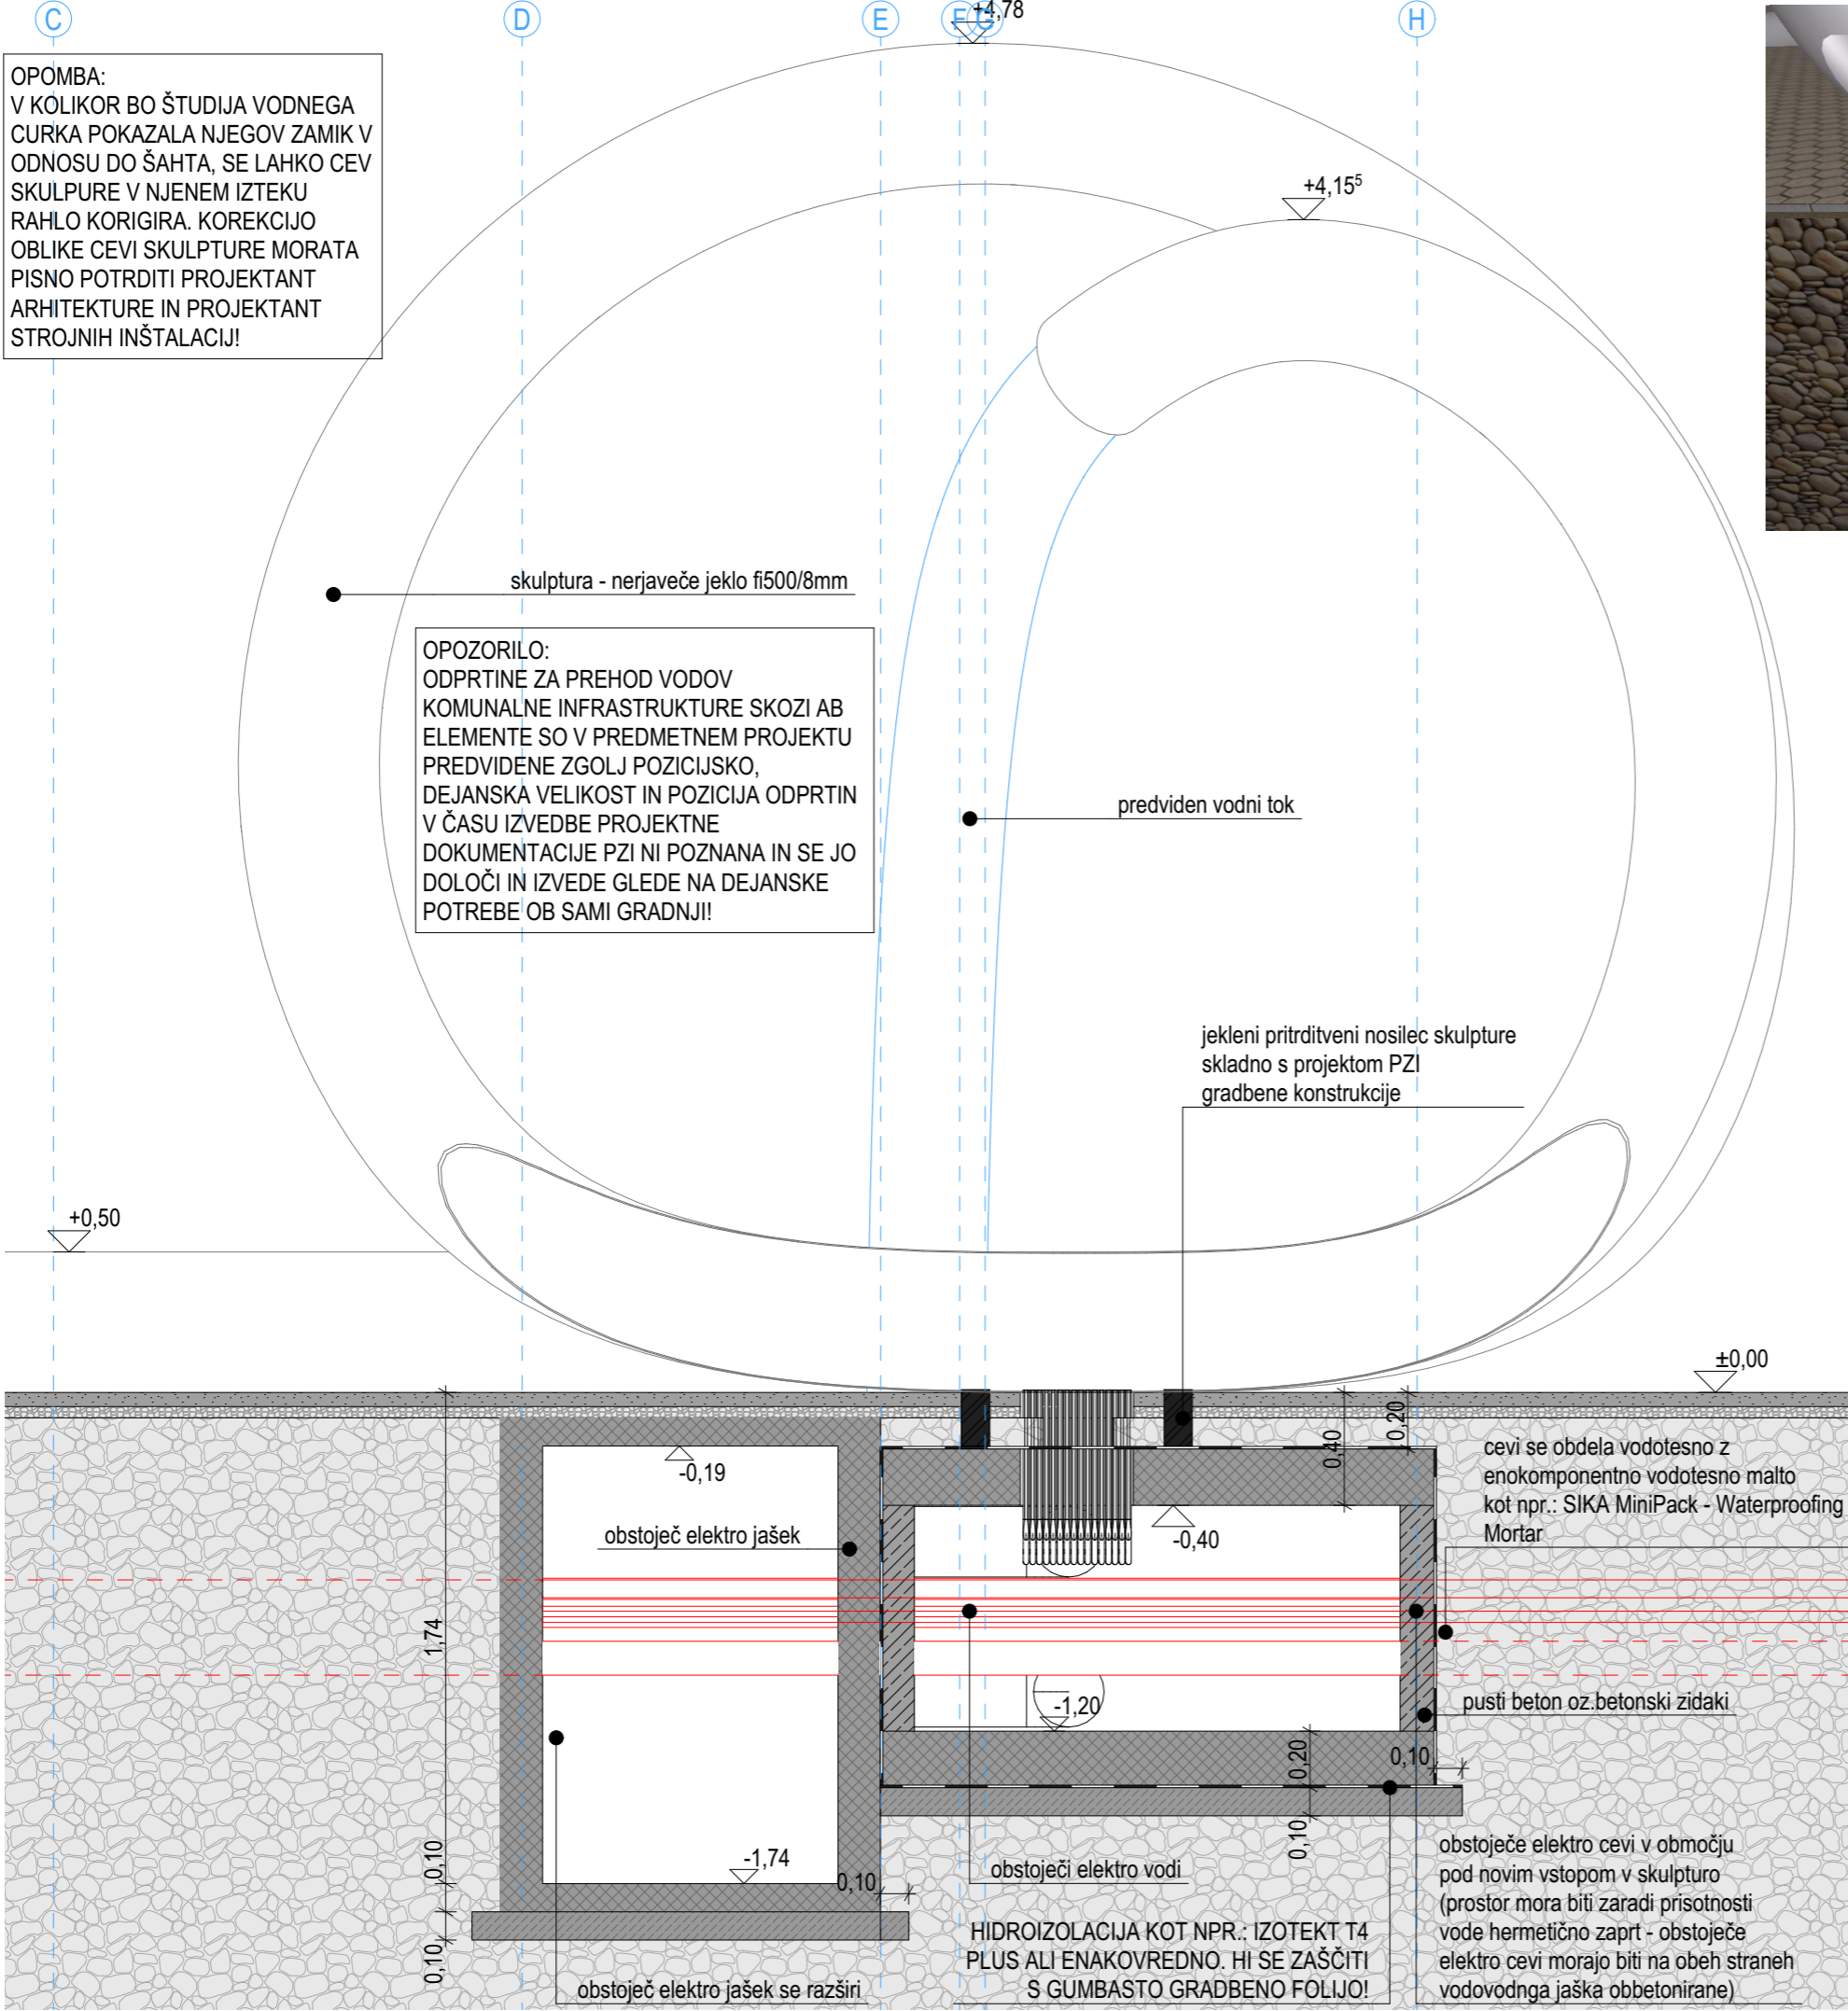 C
D
E
F
G
H
+4,78
OPOMBA:
V KOLIKOR BO ŠTUDIJA VODNEGA
CURKA POKAZALA NJEGOV ZAMIK V
ODNOSU DO ŠAHTA, SE LAHKO CEV
SKULPURE V NJENEM IZTEKU
RAHLO KORIGIRA. KOREKCIJO
OBLIKE CEVI SKULPTURE MORATA
PISNO POTRDITI PROJEKTANT
ARHITEKTURE IN PROJEKTANT
STROJNIH INŠTALACIJ!
+4,15⁵
skulptura - nerjaveče jeklo fi500/8mm
OPOZORILO:
ODPRTINE ZA PREHOD VODOV
KOMUNALNE INFRASTRUKTURE SKOZI AB
ELEMENTE SO V PREDMETNEM PROJEKTU
PREDVIDENE ZGOLJ POZICIJSKO,
DEJANSKA VELIKOST IN POZICIJA ODPRTIN
V ČASU IZVEDBE PROJEKTNE
DOKUMENTACIJE PZI NI POZNANA IN SE JO
DOLOČI IN IZVEDE GLEDE NA DEJANSKE
POTREBE OB SAMI GRADNJI!
predviden vodni tok
jekleni pritrditveni nosilec skulpture
skladno s projektom PZI
gradbene konstrukcije
+0,50
±0,00
0,20
0,40
-0,19
-0,40
cevi se obdela vodotesno z
enokomponentno vodotesno malto
kot npr.: SIKA MiniPack - Waterproofing
Mortar
obstoječ elektro jašek
1,74
-1,20
pusti beton oz.betonski zidaki
0,20
0,10
0,10
-1,74
0,10
0,10
0,10
obstoječi elektro vodi
obstoječe elektro cevi v območju
pod novim vstopom v skulpturo
(prostor mora biti zaradi prisotnosti
vode hermetično zaprt - obstoječe
elektro cevi morajo biti na obeh straneh
vodovodnga jaška obbetonirane)
HIDROIZOLACIJA KOT NPR.: IZOTEKT T4
PLUS ALI ENAKOVREDNO. HI SE ZAŠČITI
S GUMBASTO GRADBENO FOLIJO!
obstoječ elektro jašek se razširi